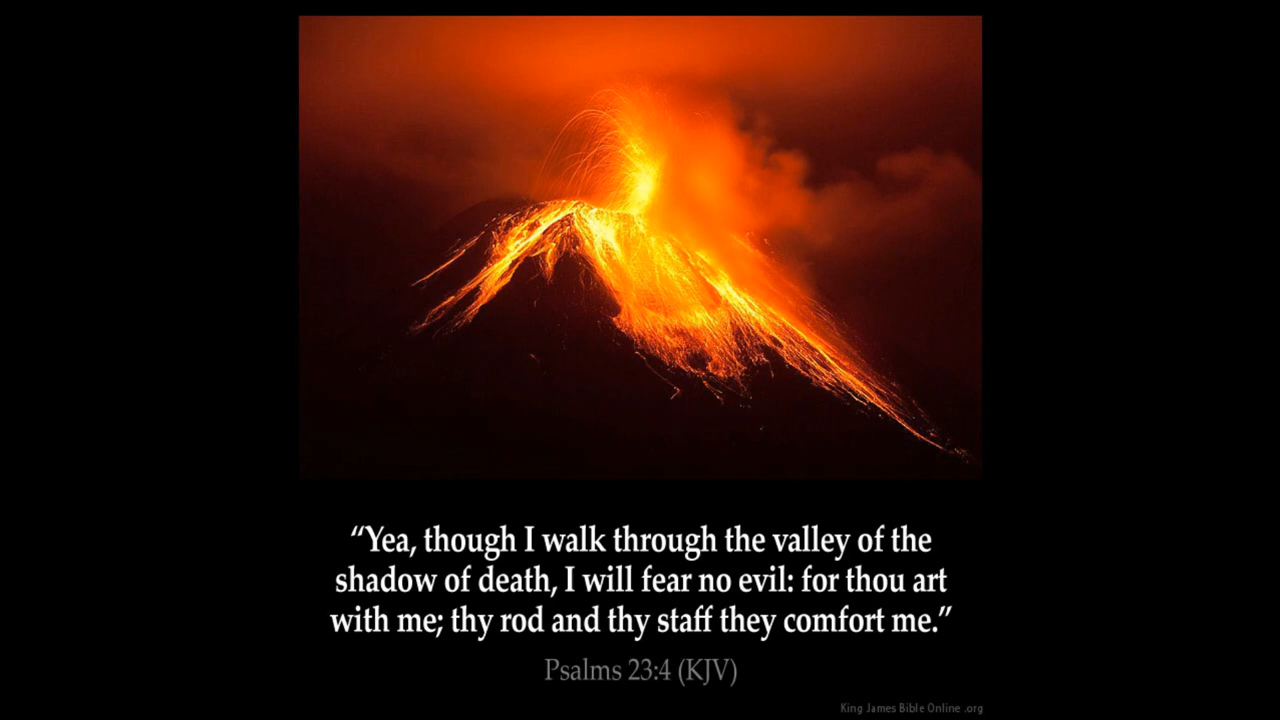 “Yea, though I walk through the valley of the
shadow of death, I will fear no evil: for thou art
with me; thy rod and thy staff they comfort me.”
Psalms 23:4 (KJV)
King James Bible Online .org